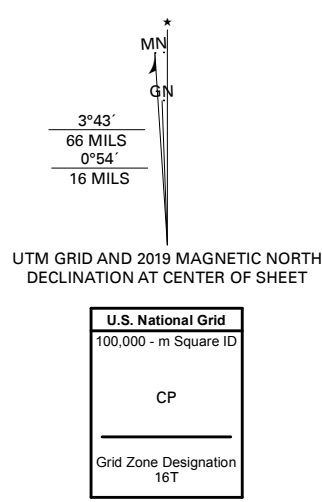 ★
MN
GN
3°43´
66 MILS
0°54´
16 MILS
UTM GRID AND 2019 MAGNETIC NORTH
DECLINATION AT CENTER OF SHEET
U.S. National Grid
100,000 - m Square ID
CP
Grid Zone Designation
16T